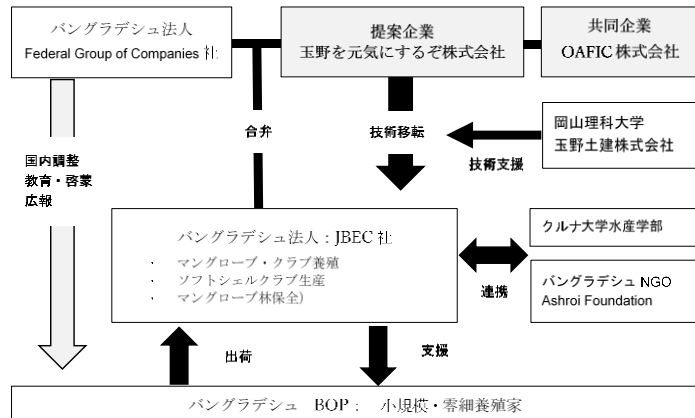 バングラデシュ法人
Federal Group of Companies 社
提案企業
玉野を元気にするぞ株式会社
共同企業
OAFIC 株式会社
合弁
技術移転
岡山理科大学
玉野土建株式会社
技術支援
国内調整
教育・啓蒙
広報
バングラデシュ法人：JBEC 社
・ マングローブ・クラブ養殖
・ ソフトシェルクラブ生産
・ マングローブ林保全)
クルナ大学水産学部
連携
バングラデシュ NGO
Ashroi Foundation
出荷
支援
バングラデシュ BOP： 小規模・零細養殖家